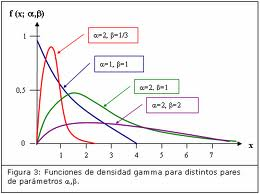 f (x; α,β)
α=2, β=1/3
1
α=1, β=1
α=2, β=1
0,5
α=2, β=2
0
1 2 3 4 5 6 7
x
Figura 3: Funciones de densidad gamma para distintos pares
de parámetros α,β.